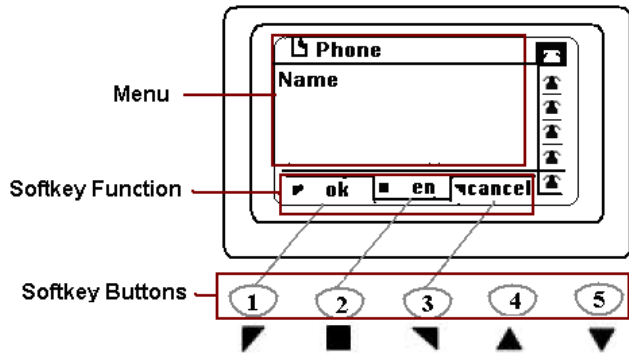 Phone
Name
Menu
Softkey Function
ok en cancel
Softkey Buttons
1 2 3 4 5